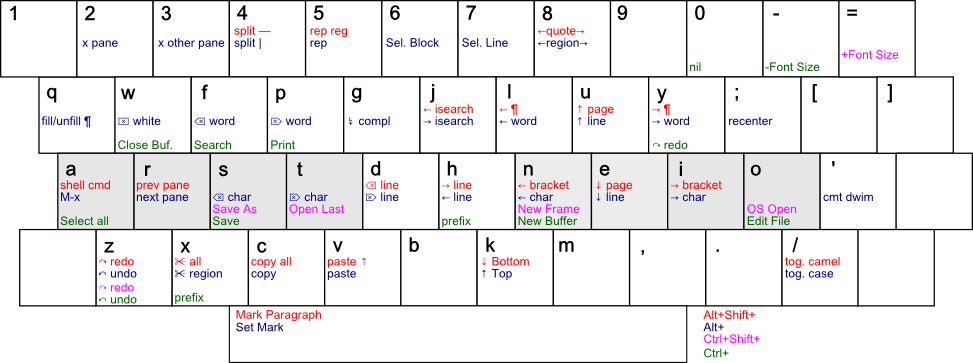 1
2
x pane
3
x other pane
4
split —
split |
5
rep reg
rep
6
Sel. Block
7
Sel. Line
8
←quote→
←region→
9
0
nil
-
-Font Size
=
+Font Size
q
fill/unfill ¶
w
⌦ white
Close Buf.
f
⌫ word
Search
p
⌦ word
Print
g
↯ compl
j
← isearch
→ isearch
l
← ¶
← word
u
↑ page
↑ line
y
→ ¶
→ word
↷ redo
;
recenter
[
]
a
shell cmd
M-x
Select all
r
prev pane
next pane
s
⌫ char
Save As
Save
t
⌦ char
Open Last
d
⌫ line
⌦ line
h
→ line
← line
prefix
n
← bracket
← char
New Frame
New Buffer
e
↓ page
↓ line
i
→ bracket
→ char
o
OS Open
Edit File
'
cmt dwim
z
↷ redo
↶ undo
↷ redo
↶ undo
x
✂ all
✂ region
prefix
c
copy all
copy
v
paste ↑
paste
b
k
↓ Bottom
↑ Top
m
,
.
/
tog. camel
tog. case
Mark Paragraph
Set Mark
Alt+Shift+
Alt+
Ctrl+Shift+
Ctrl+